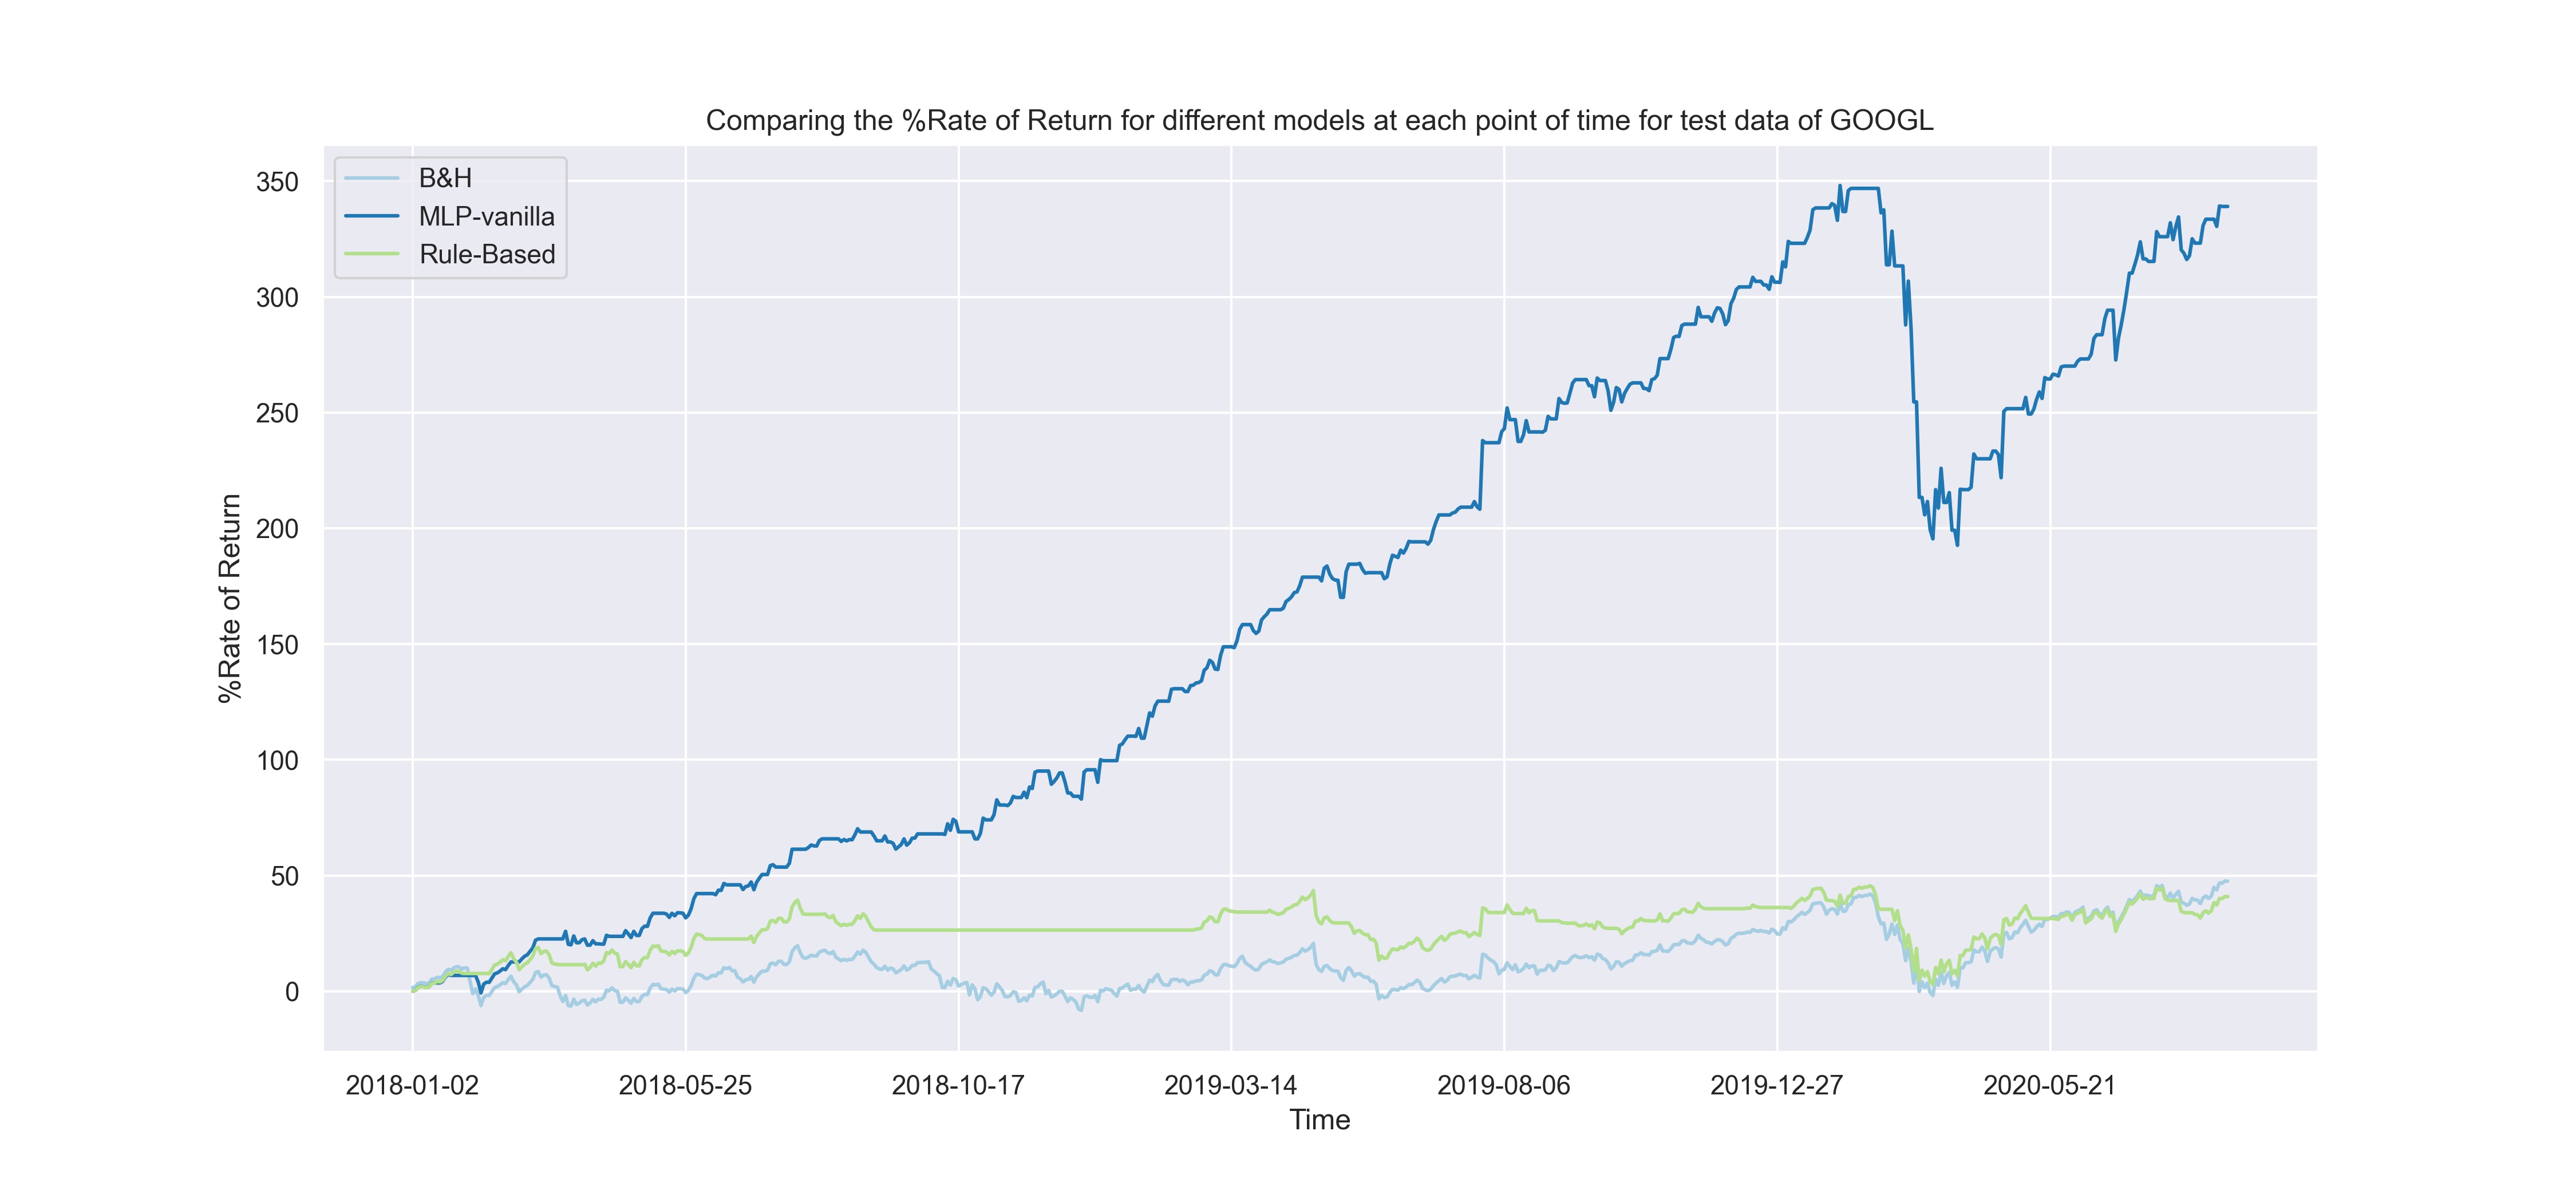 Comparing the %Rate of Return for different models at each point of time for test data of GOOGL
B&H
MLP-vanilla
Rule-Based
350
300
250
200
150
100
50
0
%Rate of Return
2018-01-02 2018-05-25 2018-10-17 2019-03-14 2019-08-06 2019-12-27 2020-05-21
Time